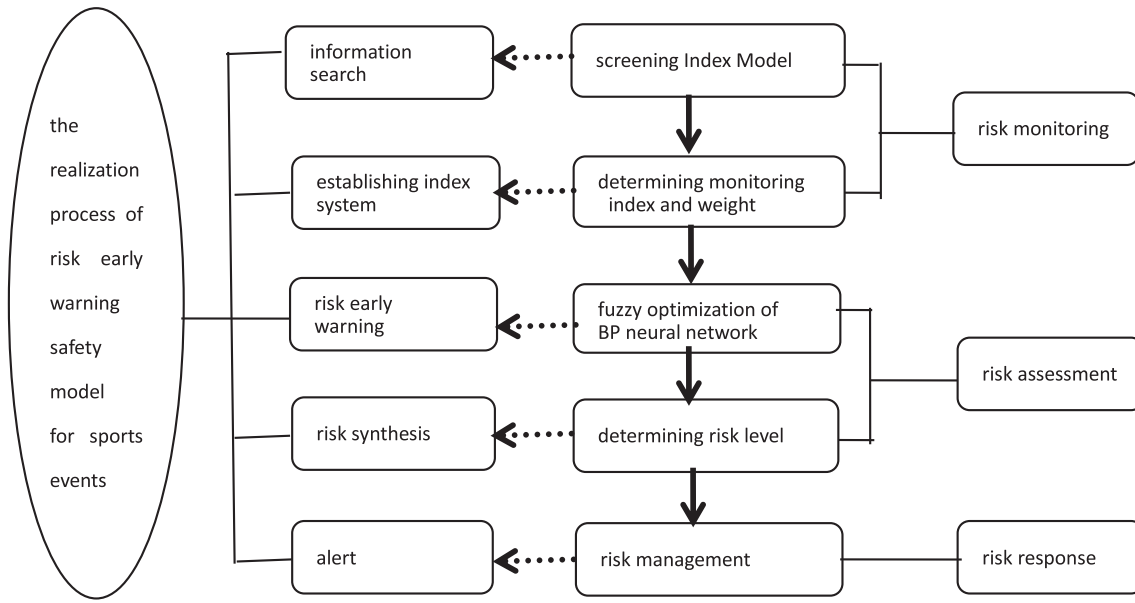 the
realization
process of
risk early
warning
safety
model
for sports
events
information
search
screening Index Model
risk monitoring
establishing index
system
determining monitoring
index and weight
risk early
warning
fuzzy optimization of
BP neural network
risk assessment
risk synthesis
determining risk level
alert
risk management
risk response